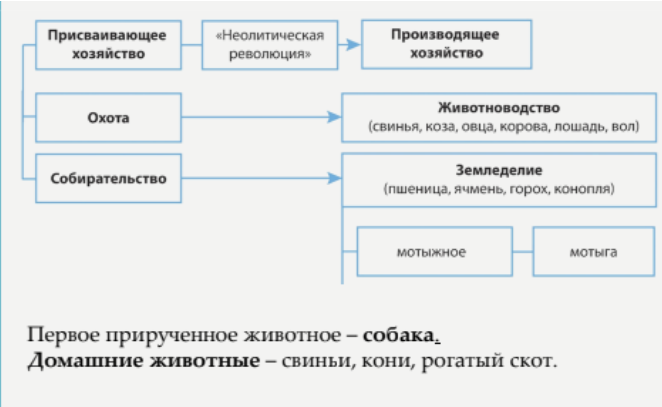 Присваивающее
хозяйство
«Неолитическая
революция»
Производящее
хозяйство
Охота
Животноводство
(свинья, коза, овца, корова, лошадь, вол)
Собирательство
Земледелие
(пшеница, ячмень, горох, конопля)
мотыжное
мотыга
Первое прирученное животное – собака.
Домашние животные – свиньи, кони, рогатый скот.